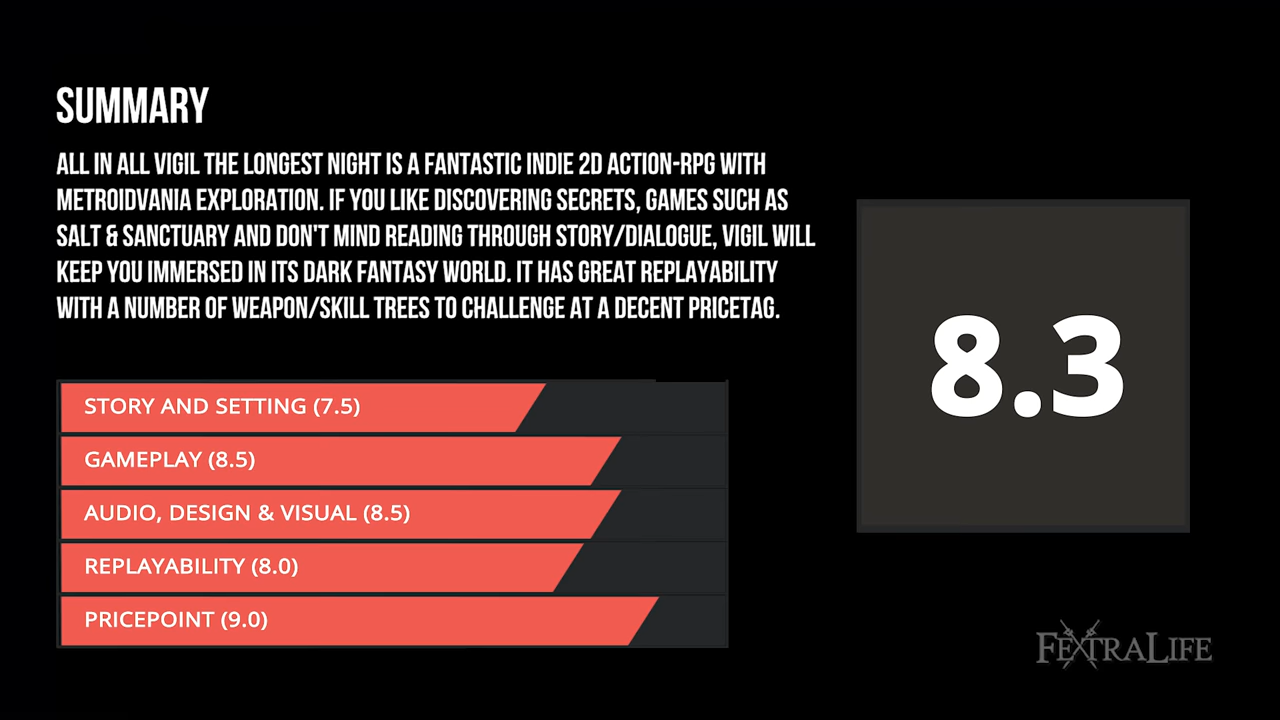 SUMMARY
ALL IN ALL VIGIL THE LONGEST NIGHT IS A FANTASTIC INDIE 2D ACTION-RPG WITH
METROIDVANIA EXPLORATION. IF YOU LIKE DISCOVERING SECRETS, GAMES SUCH AS
SALT & SANCTUARY AND DON'T MIND READING THROUGH STORY/DIALOGUE, VIGIL WILL
KEEP YOU IMMERSED IN ITS DARK FANTASY WORLD. IT HAS GREAT REPLAYABILITY
WITH A NUMBER OF WEAPON/SKILL TREES TO CHALLENGE AT A DECENT PRICETAG.
STORY AND SETTING (7.5)
GAMEPLAY (8.5)
AUDIO, DESIGN & VISUAL (8.5)
REPLAYABILITY (8.0)
PRICEPOINT (9.0)
8.3
FEXTRALIFE